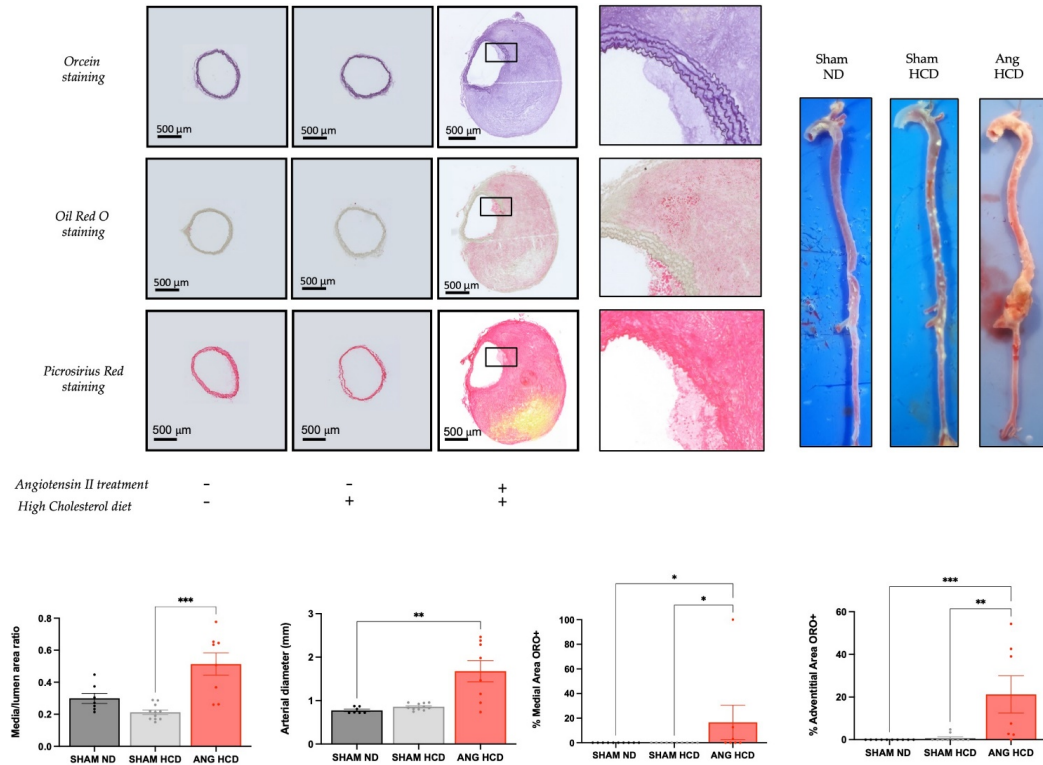 Orcein
staining
500 µm
500 µm
500 µm
Oil Red O
staining
500 µm
500 µm
500 µm
Picrosirius Red
staining
500 µm
500 µm
500 µm
Sham
ND
Sham
HCD
Ang
HCD
Angiotensin II treatment - - +
High Cholesterol diet - + +
Media/lumen area ratio
0.8
0.6
0.4
0.2
0.0
***
SHAM ND SHAM HCD ANG HCD
Arterial diameter (mm)
3
2
1
0
**
SHAM ND SHAM HCD ANG HCD
% Medial Area ORO+
100
80
60
40
20
0
*
*
SHAM ND SHAM HCD ANG HCD
% Adventitial Area ORO+
60
40
20
0
***
**
SHAM ND SHAM HCD ANG HCD